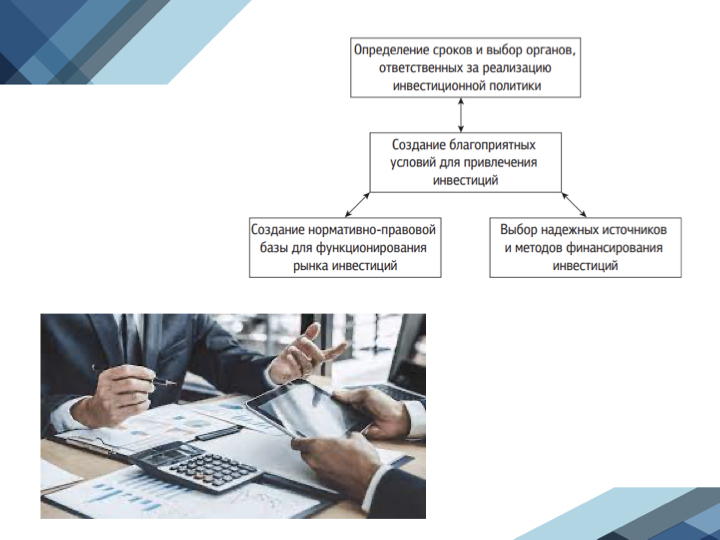 Определение сроков и выбор органов,
ответственных за реализацию
инвестиционной политики
Создание благоприятных
условий для привлечения
инвестиций
Создание нормативно-правовой
базы для функционирования
рынка инвестиций
Выбор надежных источников
и методов финансирования
инвестиций